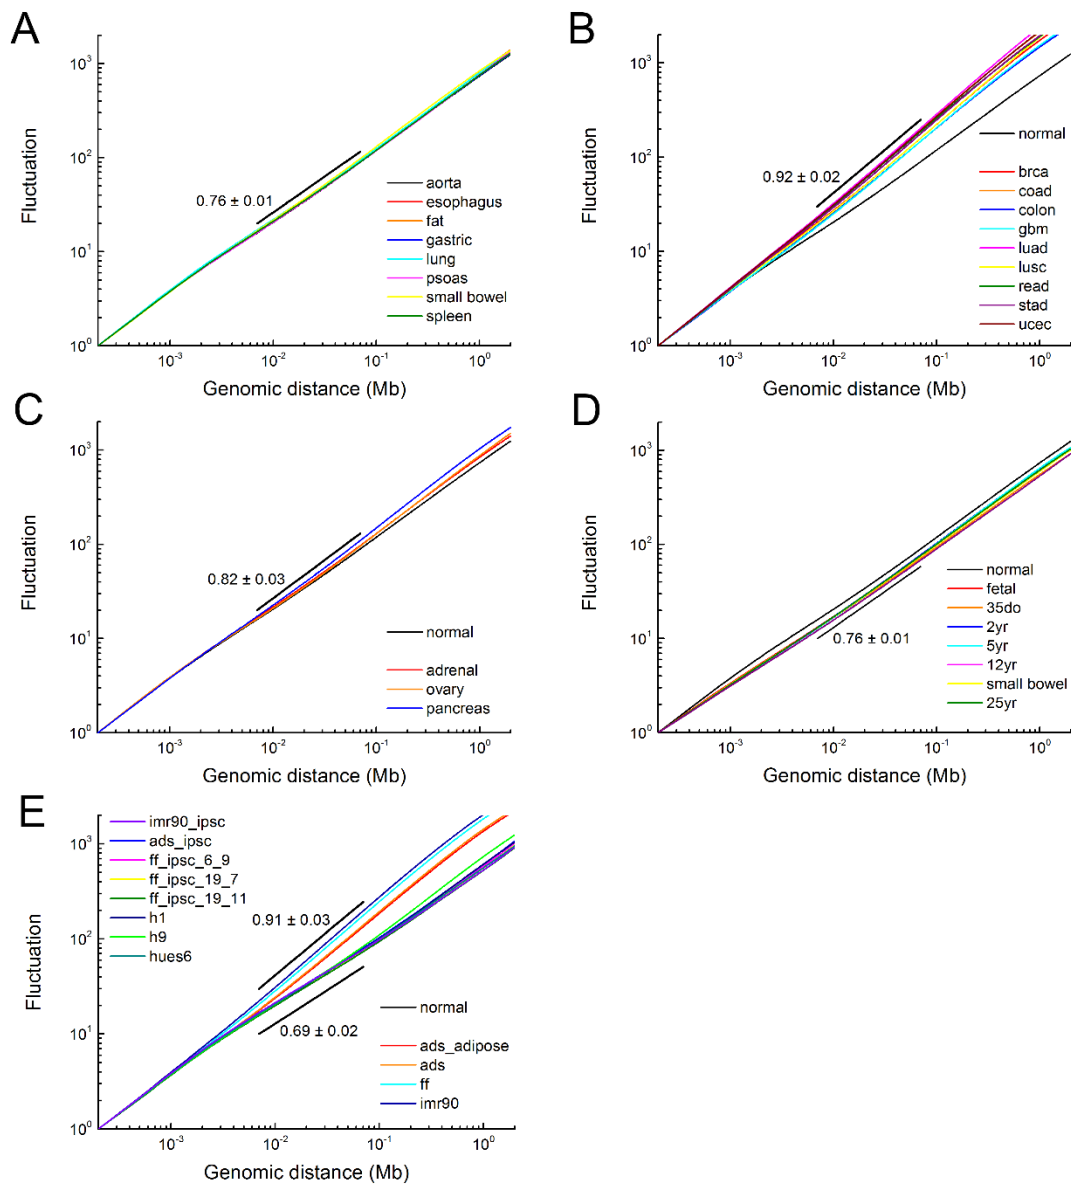 A
10³
10²
10¹
10⁰
Fluctuation
0.76 ± 0.01
aorta
esophagus
fat
gastric
lung
psoas
small bowel
spleen
10⁻³
10⁻²
10⁻¹
10⁰
Genomic distance (Mb)
B
10³
10²
10¹
10⁰
Fluctuation
0.92 ± 0.02
normal
brca
coad
colon
gbm
luad
lusc
read
stad
ucec
10⁻³
10⁻²
10⁻¹
10⁰
Genomic distance (Mb)
C
10³
10²
10¹
10⁰
Fluctuation
0.82 ± 0.03
normal
adrenal
ovary
pancreas
10⁻³
10⁻²
10⁻¹
10⁰
Genomic distance (Mb)
D
10³
10²
10¹
10⁰
Fluctuation
0.76 ± 0.01
normal
fetal
35do
2yr
5yr
12yr
small bowel
25yr
10⁻³
10⁻²
10⁻¹
10⁰
Genomic distance (Mb)
E
10³
10²
10¹
10⁰
Fluctuation
imr90_ipsc
ads_ipsc
ff_ipsc_6_9
ff_ipsc_19_7
ff_ipsc_19_11
h1
h9
hues6
0.91 ± 0.03
0.69 ± 0.02
normal
ads_adipose
ads
ff
imr90
10⁻³
10⁻²
10⁻¹
10⁰
Genomic distance (Mb)